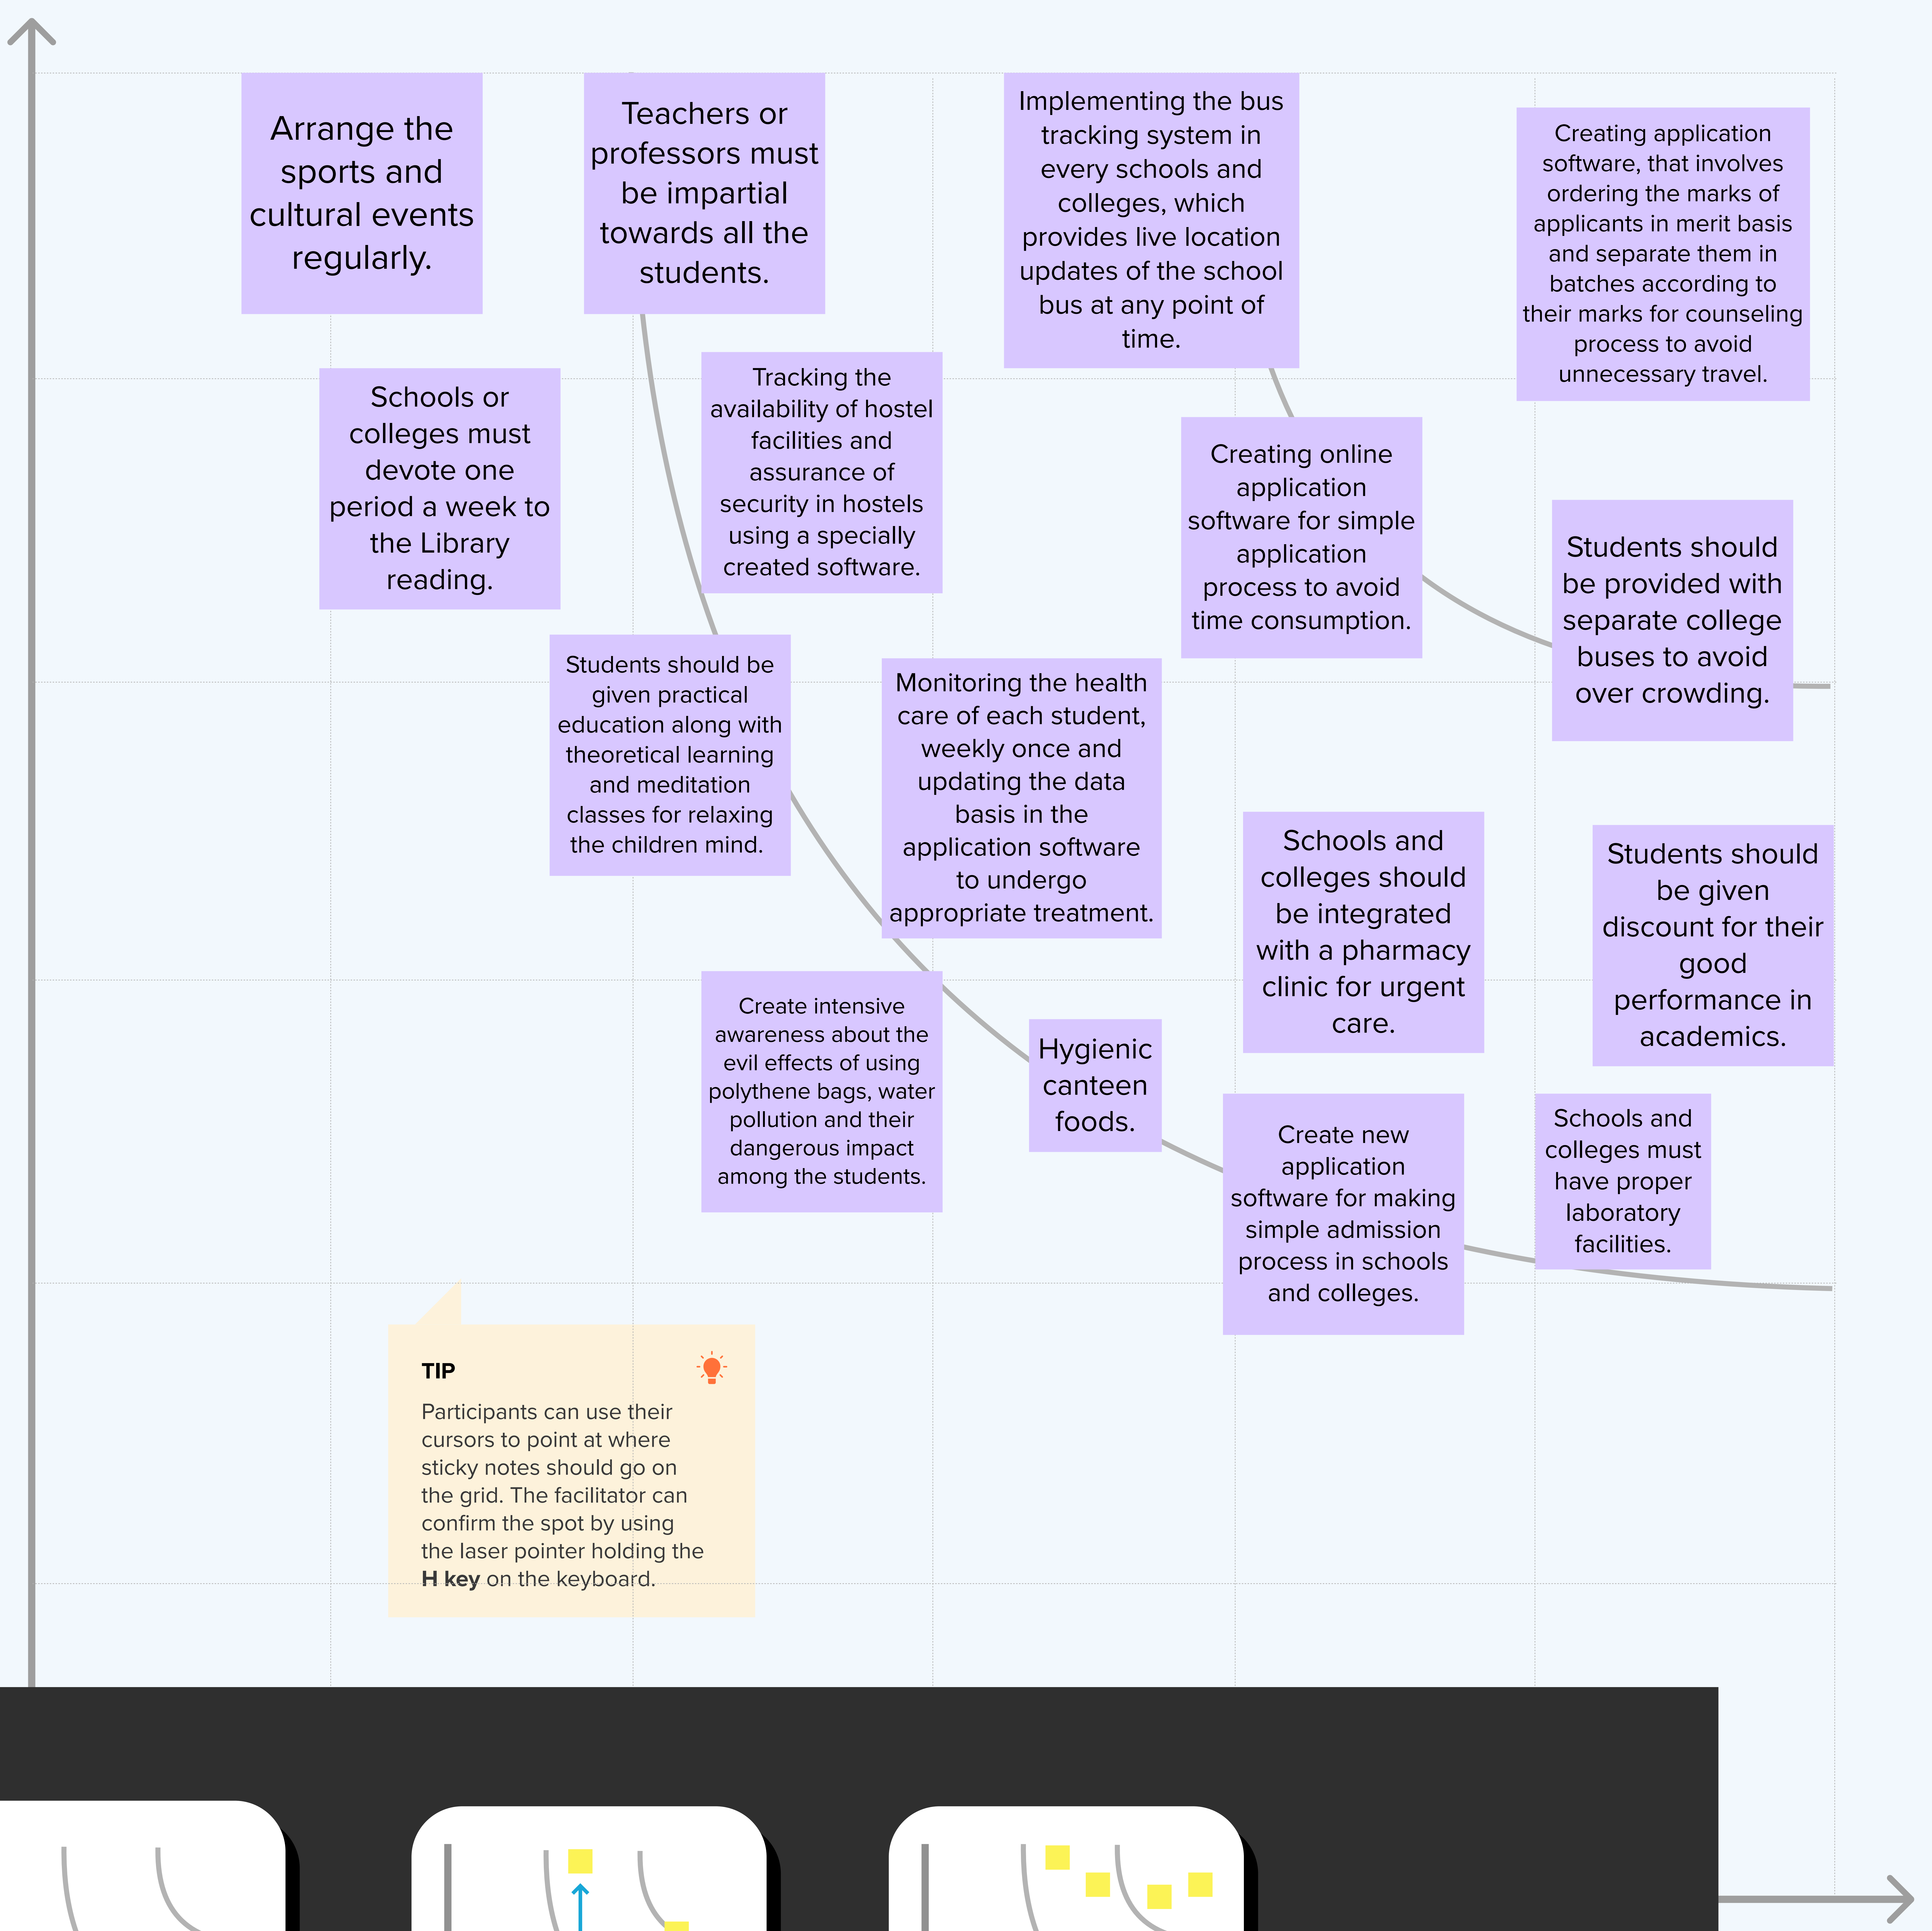 Arrange the
sports and
cultural events
regularly.
Teachers or
professors must
be impartial
towards all the
students.
Implementing the bus
tracking system in
every schools and
colleges, which
provides live location
updates of the school
bus at any point of
time.
Creating application
software, that involves
ordering the marks of
applicants in merit basis
and separate them in
batches according to
their marks for counseling
process to avoid
unnecessary travel.
Schools or
colleges must
devote one
period a week to
the Library
reading.
Tracking the
availability of hostel
facilities and
assurance of
security in hostels
using a specially
created software.
Creating online
application
software for simple
application
process to avoid
time consumption.
Students should
be provided with
separate college
buses to avoid
over crowding.
Students should be
given practical
education along with
theoretical learning
and meditation
classes for relaxing
the children mind.
Monitoring the health
care of each student,
weekly once and
updating the data
basis in the
application software
to undergo
appropriate treatment.
Schools and
colleges should
be integrated
with a pharmacy
clinic for urgent
care.
Students should
be given
discount for their
good
performance in
academics.
Create intensive
awareness about the
evil effects of using
polythene bags, water
pollution and their
dangerous impact
among the students.
Hygienic
canteen
foods.
Create new
application
software for making
simple admission
process in schools
and colleges.
Schools and
colleges must
have proper
laboratory
facilities.
TIP
Participants can use their
cursors to point at where
sticky notes should go on
the grid. The facilitator can
confirm the spot by using
the laser pointer holding the
H key on the keyboard.